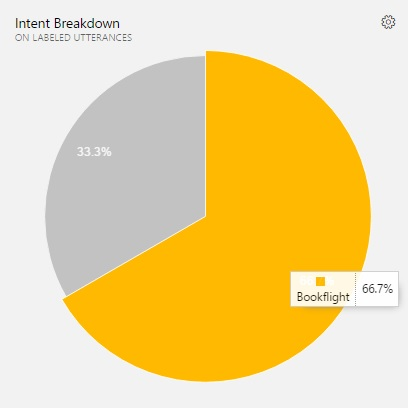 Intent Breakdown
ON LABELED UTTERANCES
33.3%
Bookflight 66.7%